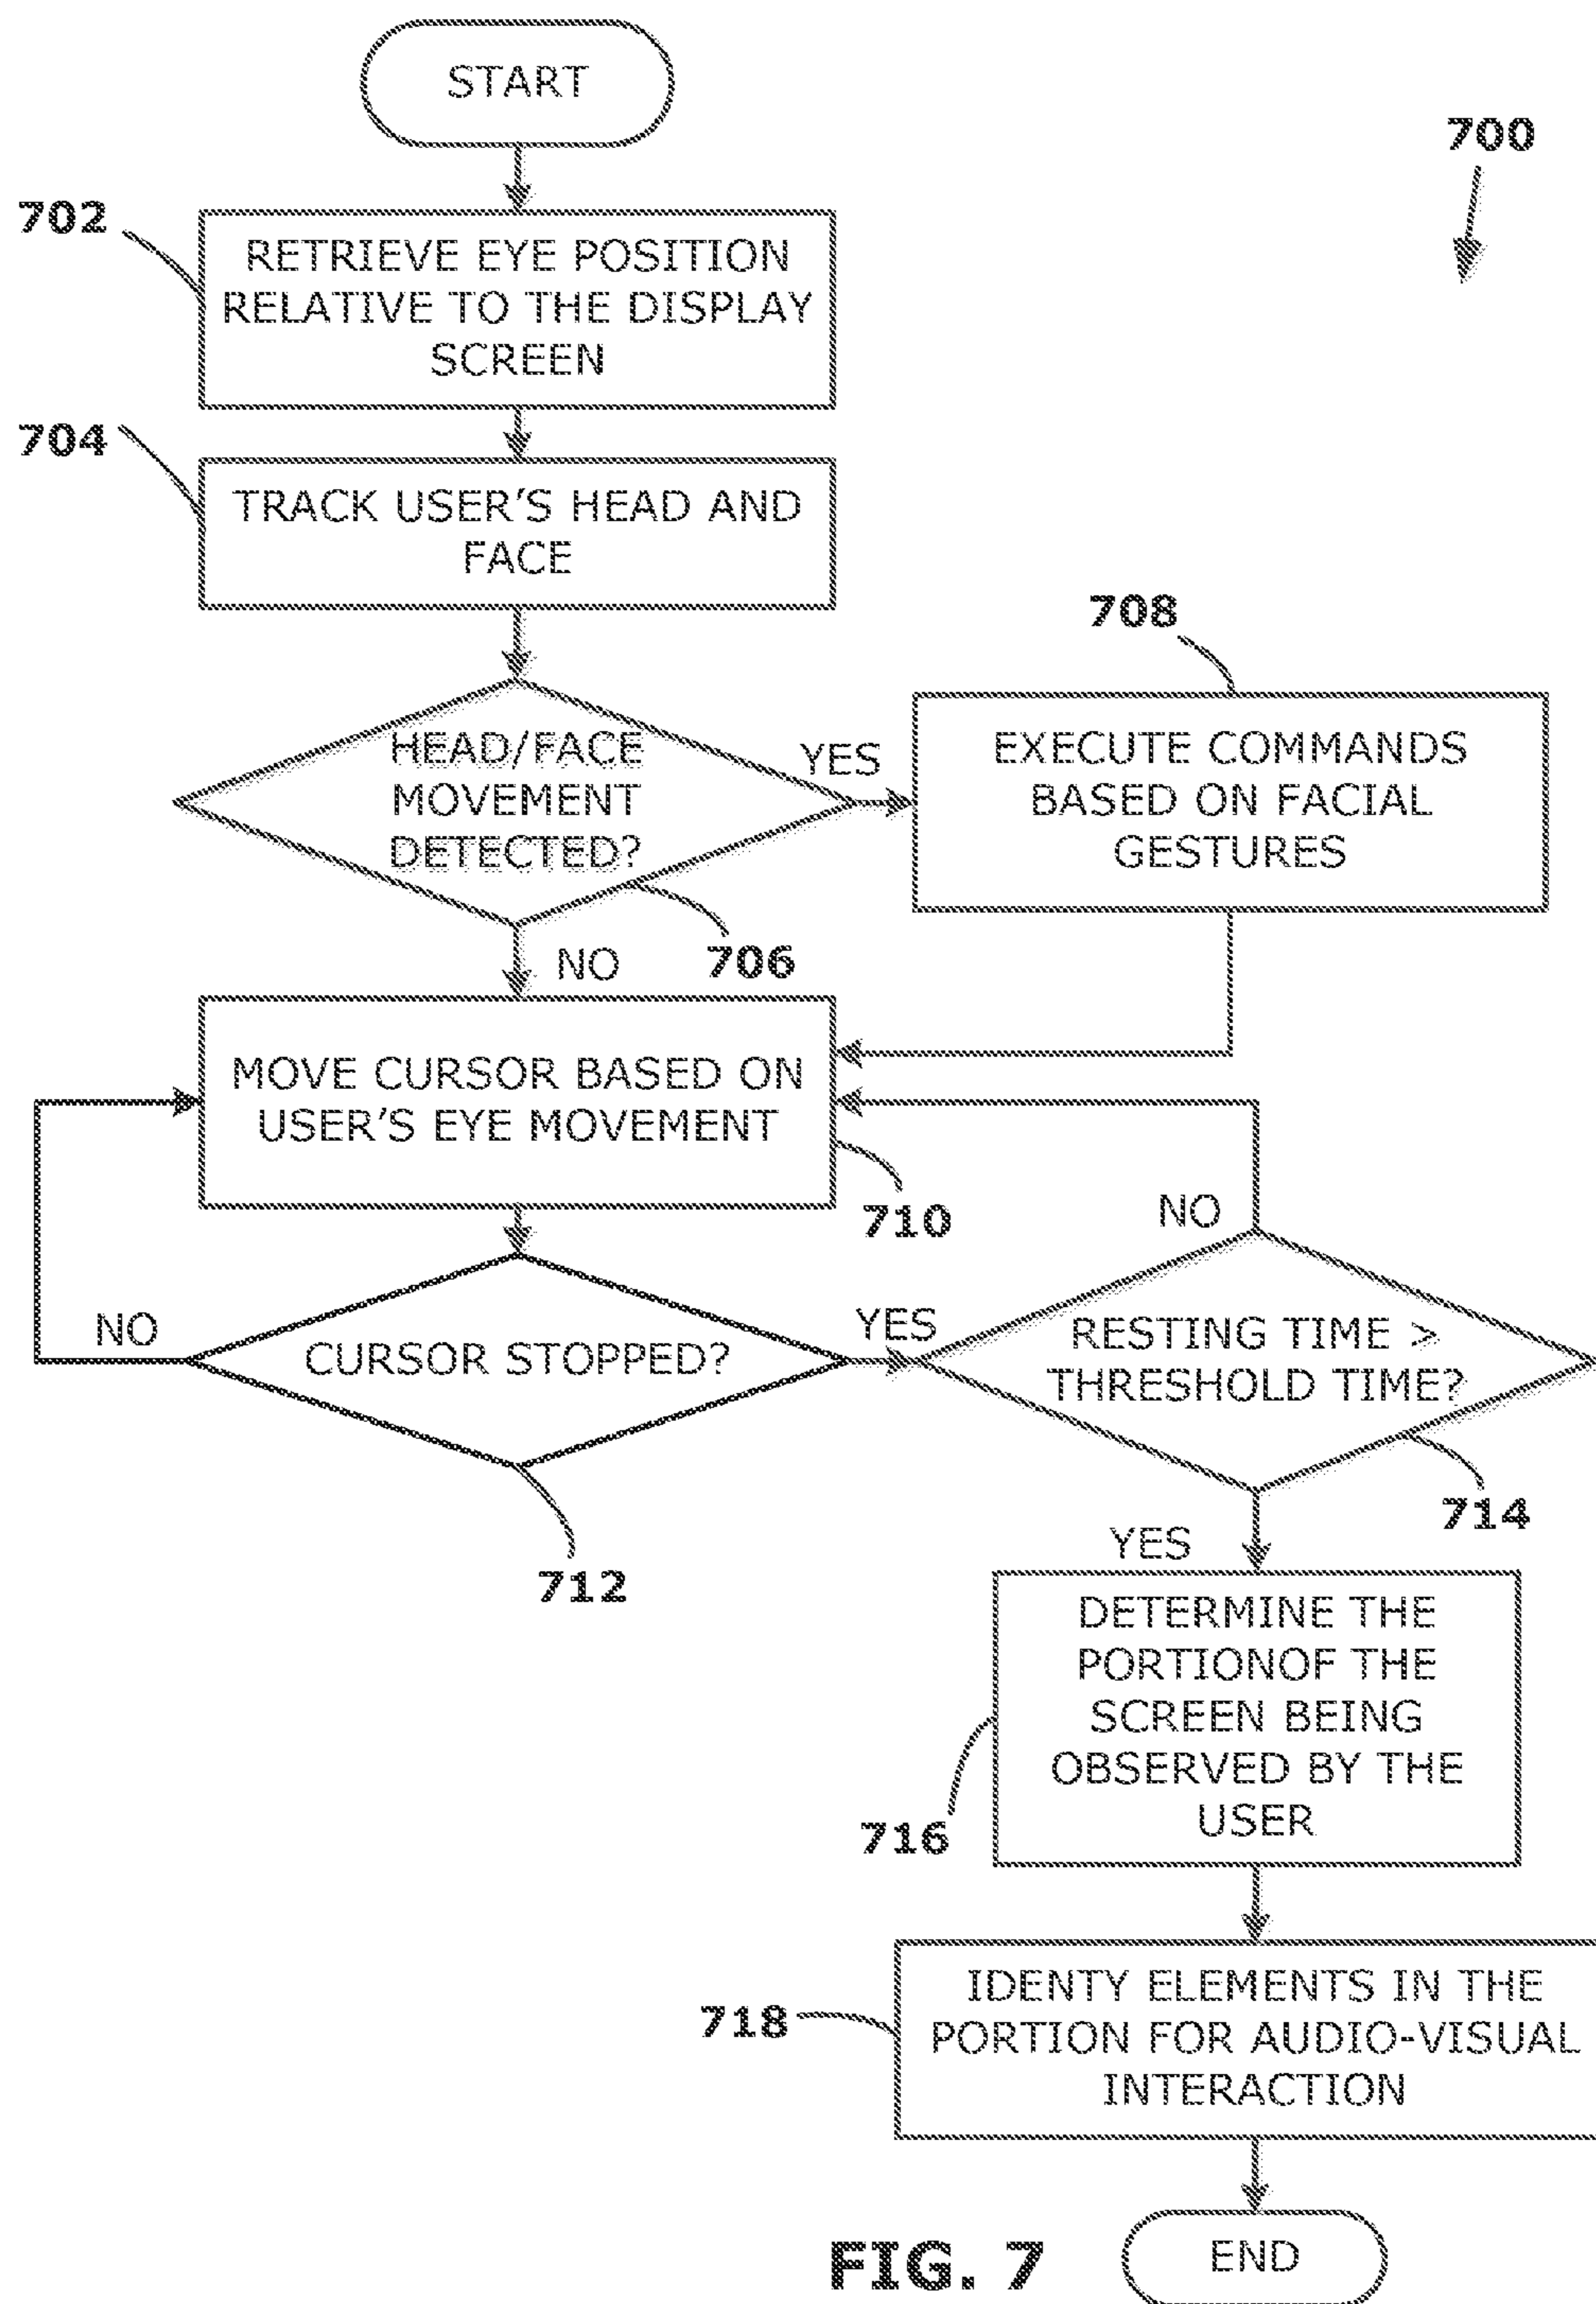 START
700
702
RETRIEVE EYE POSITION
RELATIVE TO THE DISPLAY
SCREEN
704
TRACK USER'S HEAD AND
FACE
708
HEAD/FACE
MOVEMENT
DETECTED?
YES
EXECUTE COMMANDS
BASED ON FACIAL
GESTURES
NO
706
MOVE CURSOR BASED ON
USER'S EYE MOVEMENT
710
NO
NO
CURSOR STOPPED?
YES
RESTING TIME >
THRESHOLD TIME?
712
714
YES
DETERMINE THE
PORTIONOF THE
SCREEN BEING
OBSERVED BY THE
USER
716
718
IDENTY ELEMENTS IN THE
PORTION FOR AUDIO-VISUAL
INTERACTION
END
FIG. 7